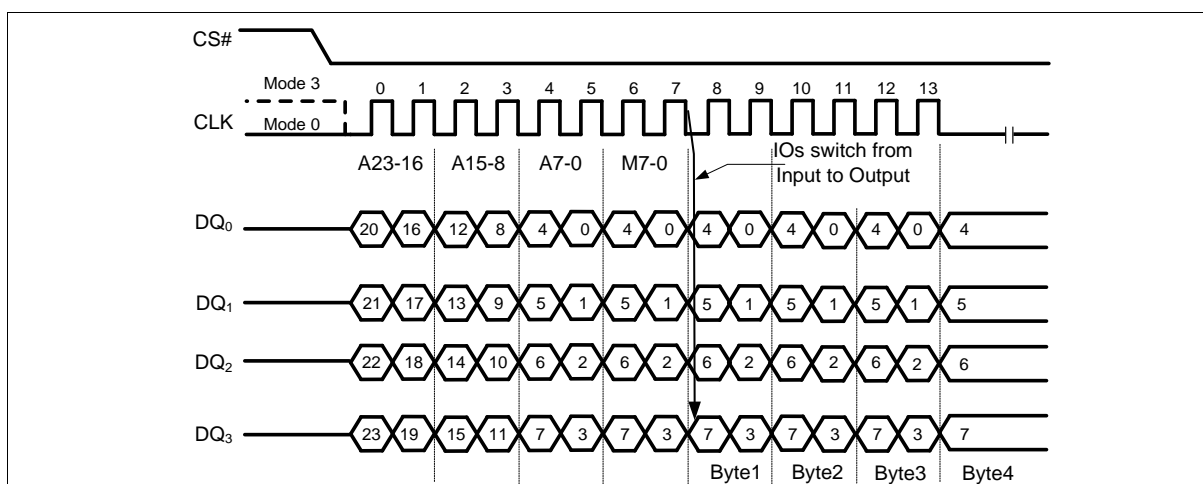 CS#
Mode 3
0 1 2 3 4 5 6 7 8 9 10 11 12 13
CLK
Mode 0
IOs switch from
Input to Output
A23-16 A15-8 A7-0 M7-0
DQ0 20 16 12 8 4 0 4 0 4 0 4 0 4 0 4
DQ1 21 17 13 9 5 1 5 1 5 1 5 1 5 1 5
DQ2 22 18 14 10 6 2 6 2 6 2 6 2 6 2 6
DQ3 23 19 15 11 7 3 7 3 7 3 7 3 7 3 7
Byte1 Byte2 Byte3 Byte4